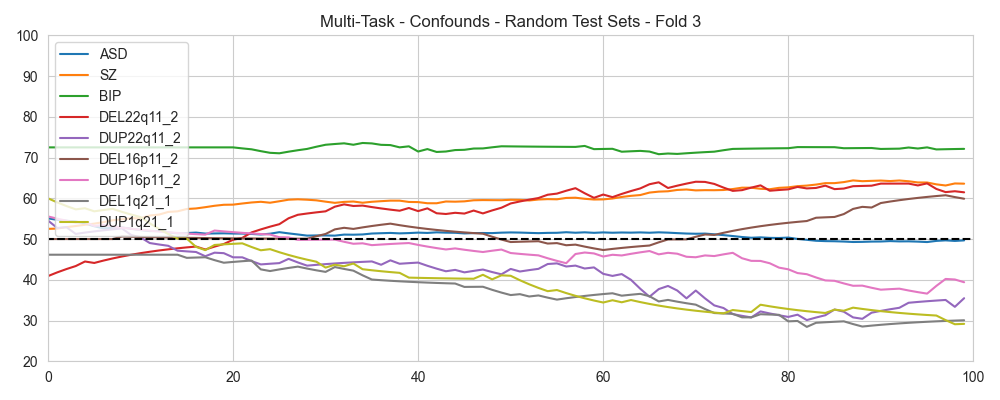 Multi-Task - Confounds - Random Test Sets - Fold 3
100
90
80
70
60
50
40
30
20
ASD
SZ
BIP
DEL22q11_2
DUP22q11_2
DEL16p11_2
DUP16p11_2
DEL1q21_1
DUP1q21_1
0
20
40
60
80
100